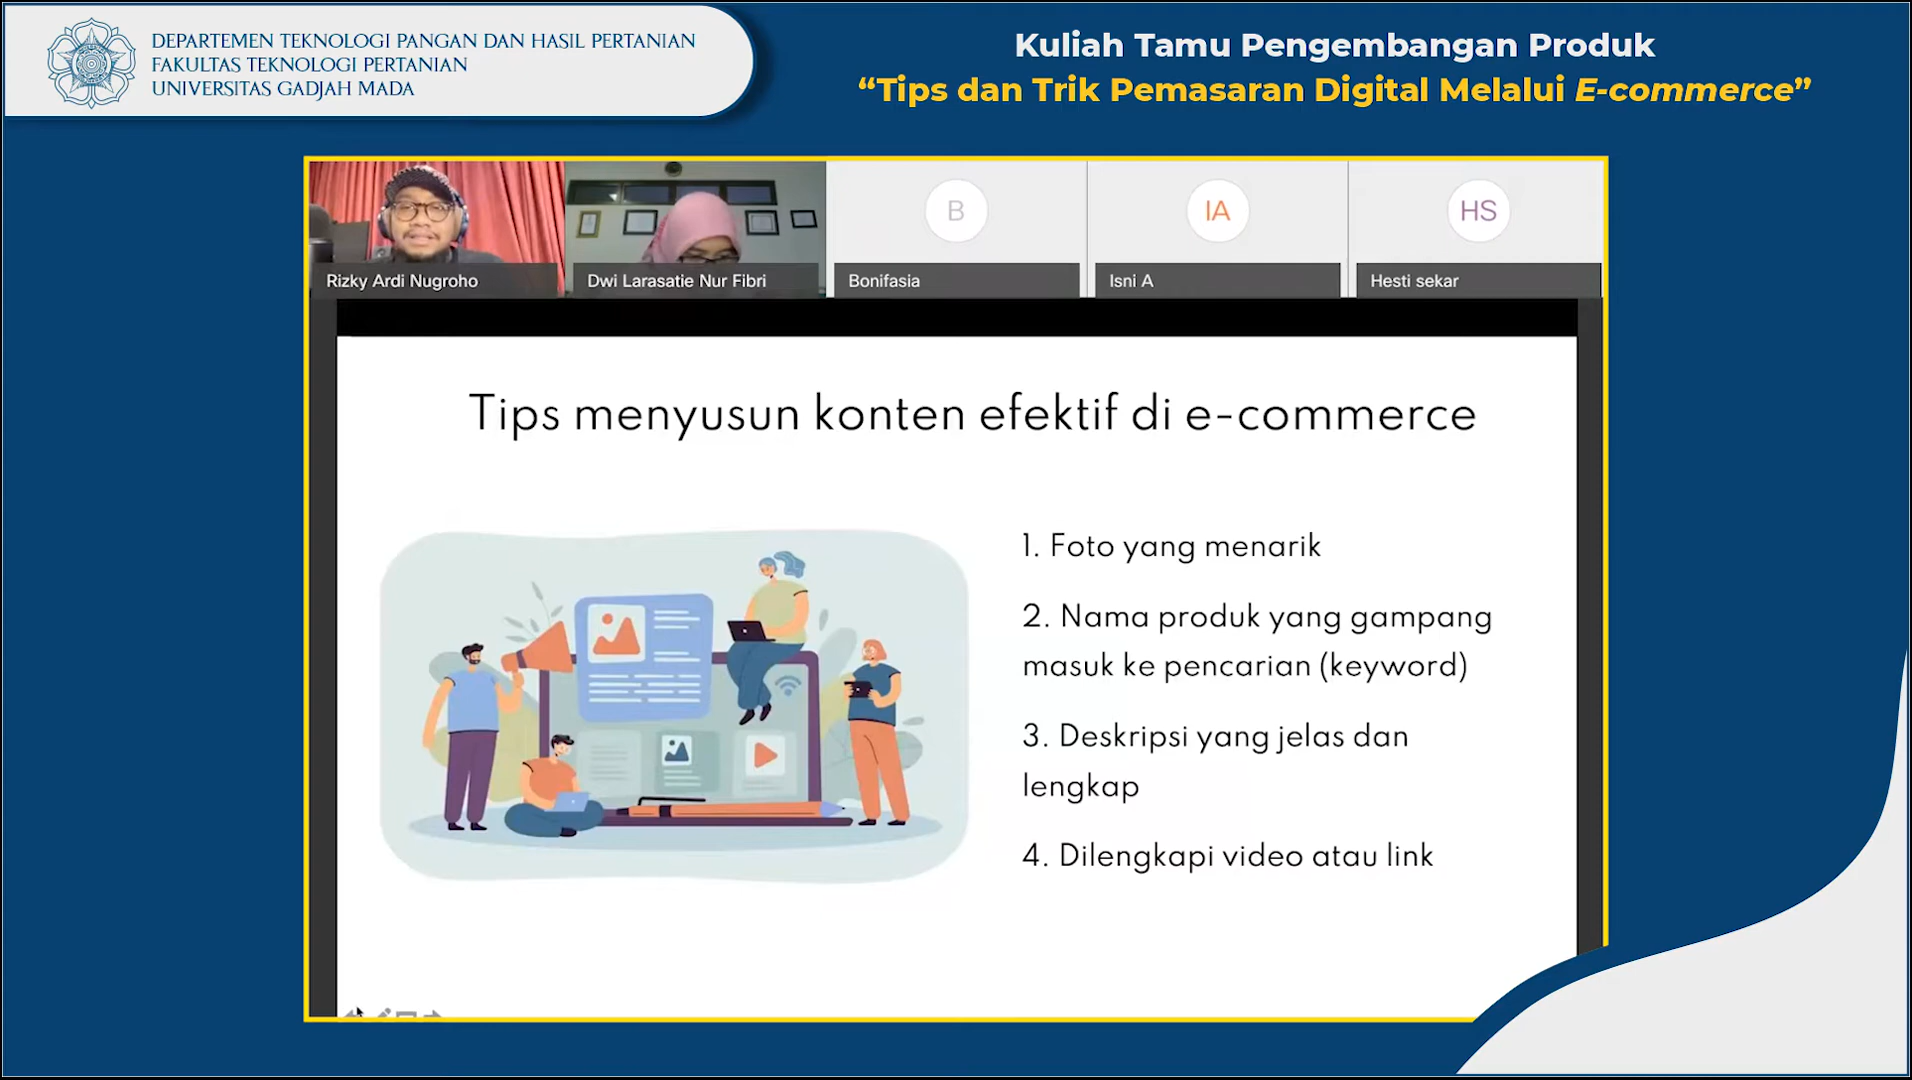 DEPARTEMEN TEKNOLOGI PANGAN DAN HASIL PERTANIAN
FAKULTAS TEKNOLOGI PERTANIAN
UNIVERSITAS GADJAH MADA
Kuliah Tamu Pengembangan Produk
“Tips dan Trik Pemasaran Digital Melalui E-commerce”
B
IA
HS
Rizky Ardi Nugroho
Dwi Larasatie Nur Fibri
Bonifasia
Isni A
Hesti sekar
Tips menyusun konten efektif di e-commerce
1. Foto yang menarik
2. Nama produk yang gampang
masuk ke pencarian (keyword)
3. Deskripsi yang jelas dan
lengkap
4. Dilengkapi video atau link